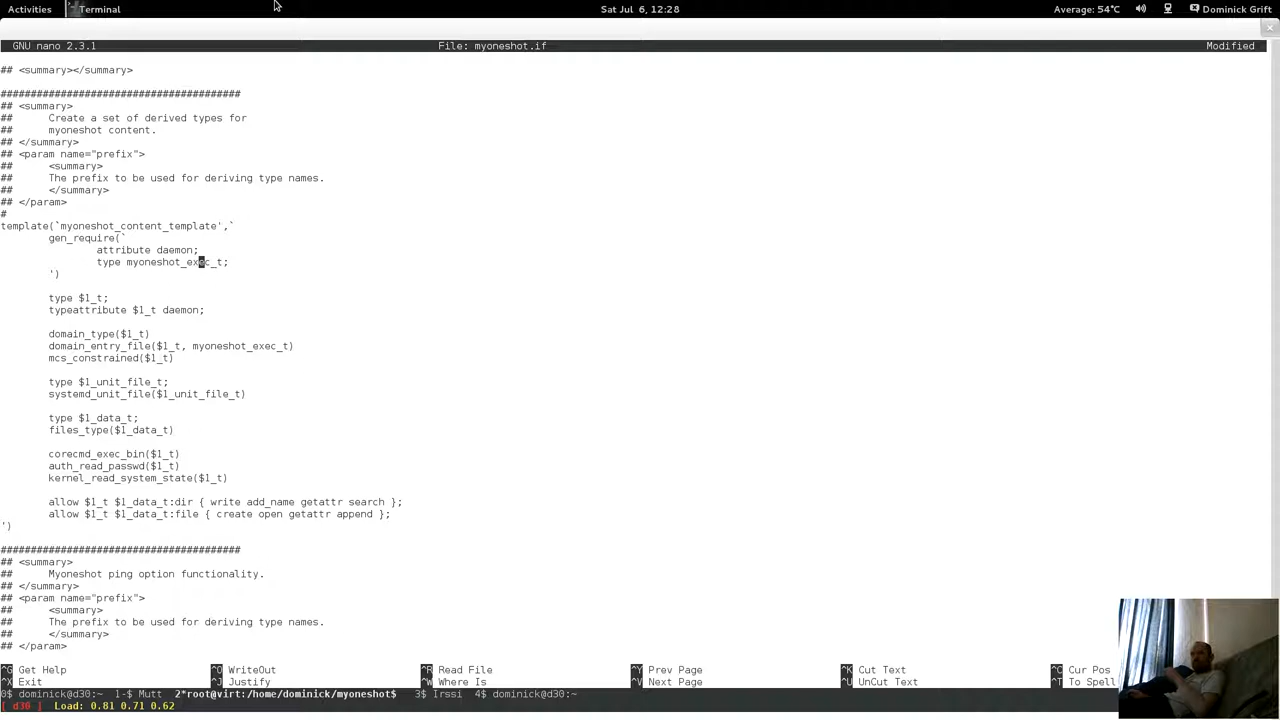 Activities Terminal Sat Jul 6, 12:28 Average: 54°C Dominick Grift
GNU nano 2.3.1 File: myoneshot.if Modified
## <summary></summary>
########################################
## <summary>
## Create a set of derived types for
## myoneshot content.
## </summary>
## <param name="prefix">
## <summary>
## The prefix to be used for deriving type names.
## </summary>
## </param>
#
template(`myoneshot_content_template',`
gen_require(`
attribute daemon;
type myoneshot_exec_t;
')
type $1_t;
typeattribute $1_t daemon;
domain_type($1_t)
domain_entry_file($1_t, myoneshot_exec_t)
mcs_constrained($1_t)
type $1_unit_file_t;
systemd_unit_file($1_unit_file_t)
type $1_data_t;
files_type($1_data_t)
corecmd_exec_bin($1_t)
auth_read_passwd($1_t)
kernel_read_system_state($1_t)
allow $1_t $1_data_t:dir { write add_name getattr search };
allow $1_t $1_data_t:file { create open getattr append };
')
########################################
## <summary>
## Myoneshot ping option functionality.
## </summary>
## <param name="prefix">
## <summary>
## The prefix to be used for deriving type names.
## </summary>
## </param>
^G Get Help ^O WriteOut ^R Read File ^Y Prev Page ^K Cut Text ^C Cur Pos
^X Exit ^J Justify ^W Where Is ^V Next Page ^U UnCut Text ^T To Spell
0$ dominick@d30:~ 1-$ Mutt 2*root@virt:/home/dominick/myoneshot$ 3$ Irssi 4$ dominick@d30:~
[ d30 ] Load: 0.81 0.71 0.62